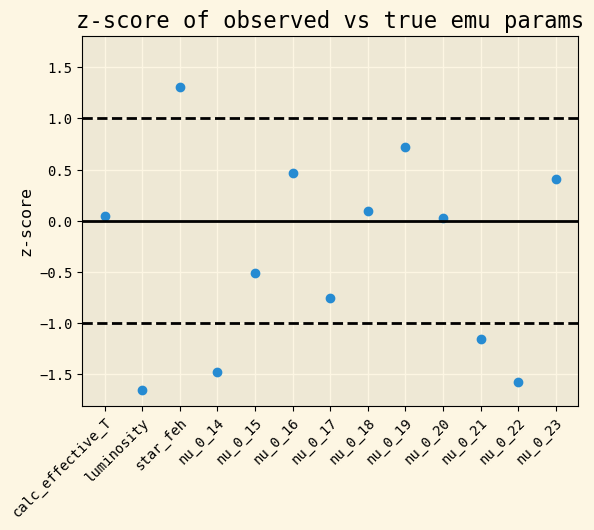 z-score of observed vs true emu params
z-score
1.5
1.0
0.5
0.0
−0.5
−1.0
−1.5
calc_effective_T
luminosity
star_feh
nu_0_14
nu_0_15
nu_0_16
nu_0_17
nu_0_18
nu_0_19
nu_0_20
nu_0_21
nu_0_22
nu_0_23